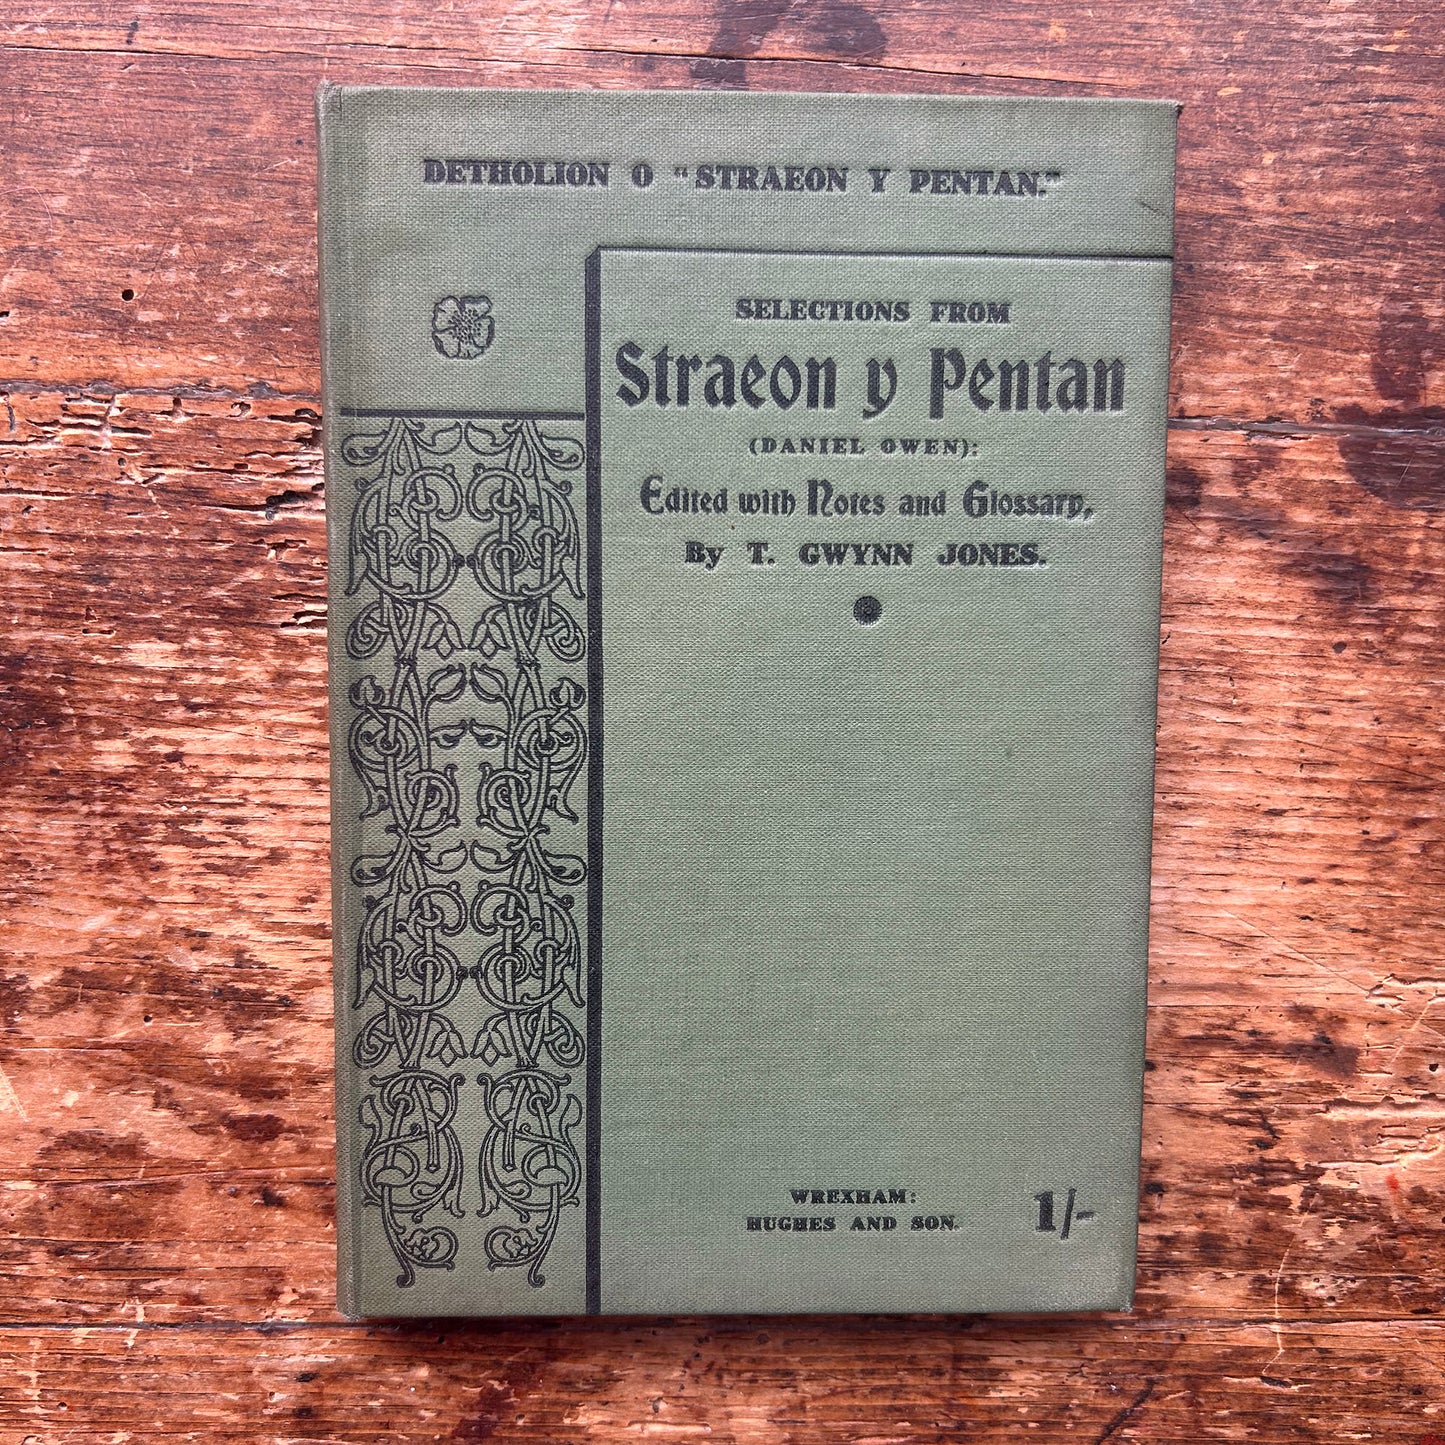 DETHOLION O "STRAEON Y PENTAN."
SELECTIONS FROM
Straeon y Pentan
(DANIEL OWEN):
Edited with Notes and Glossary,
By T. GWYNN JONES.
WREXHAM:
HUGHES AND SON.
1/-